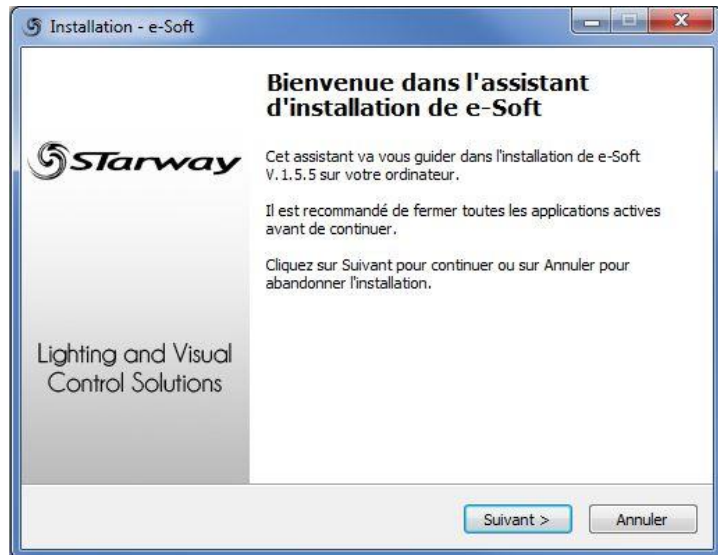 Installation - e-Soft
Bienvenue dans l'assistant
d'installation de e-Soft
STarway
Cet assistant va vous guider dans l'installation de e-Soft
V.1.5.5 sur votre ordinateur.
Il est recommandé de fermer toutes les applications actives
avant de continuer.
Cliquez sur Suivant pour continuer ou sur Annuler pour
abandonner l'installation.
Lighting and Visual
Control Solutions
Suivant >
Annuler